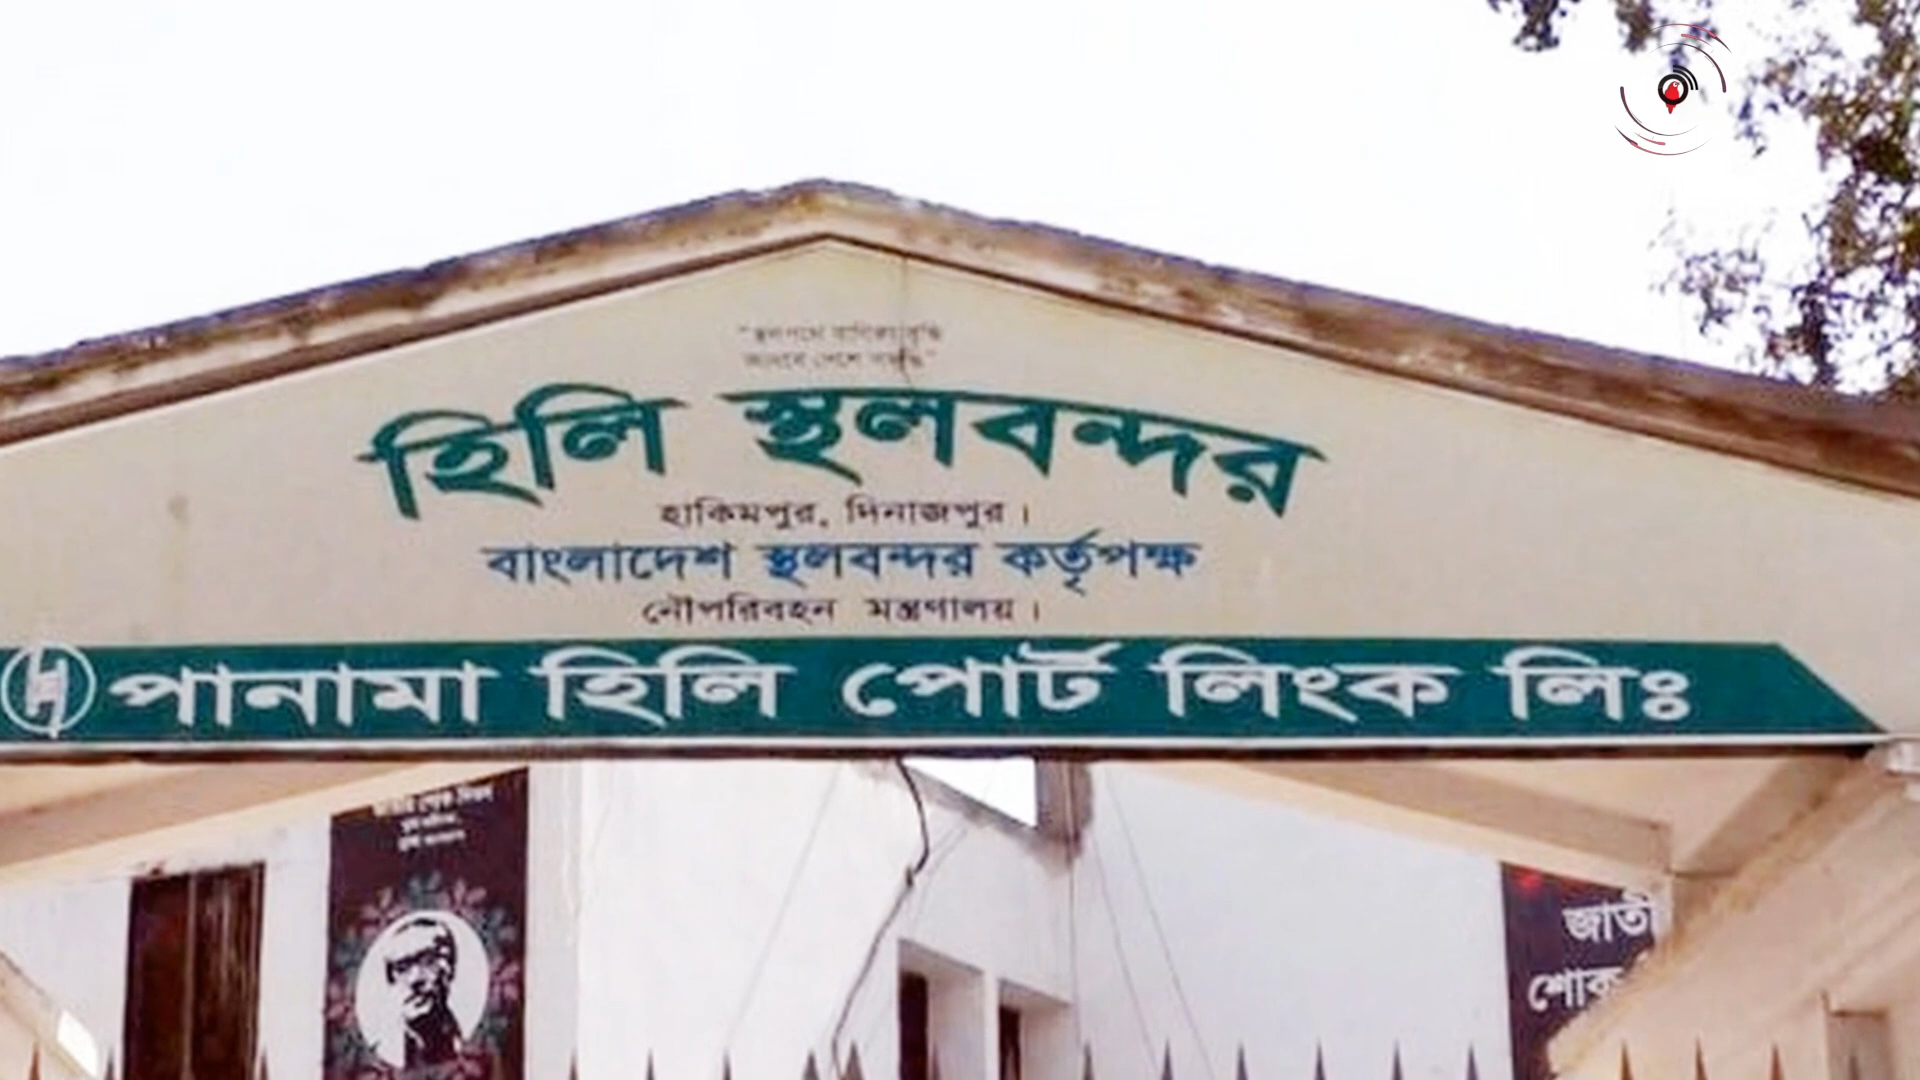 হিলি স্থলবন্দর
হাকিমপুর, দিনাজপুর ।
বাংলাদেশ স্থলবন্দর কর্তৃপক্ষ
নৌপরিবহন মন্ত্রণালয় ।
পানামা হিলি পোর্ট লিংক লিঃ
জাতী
শোক